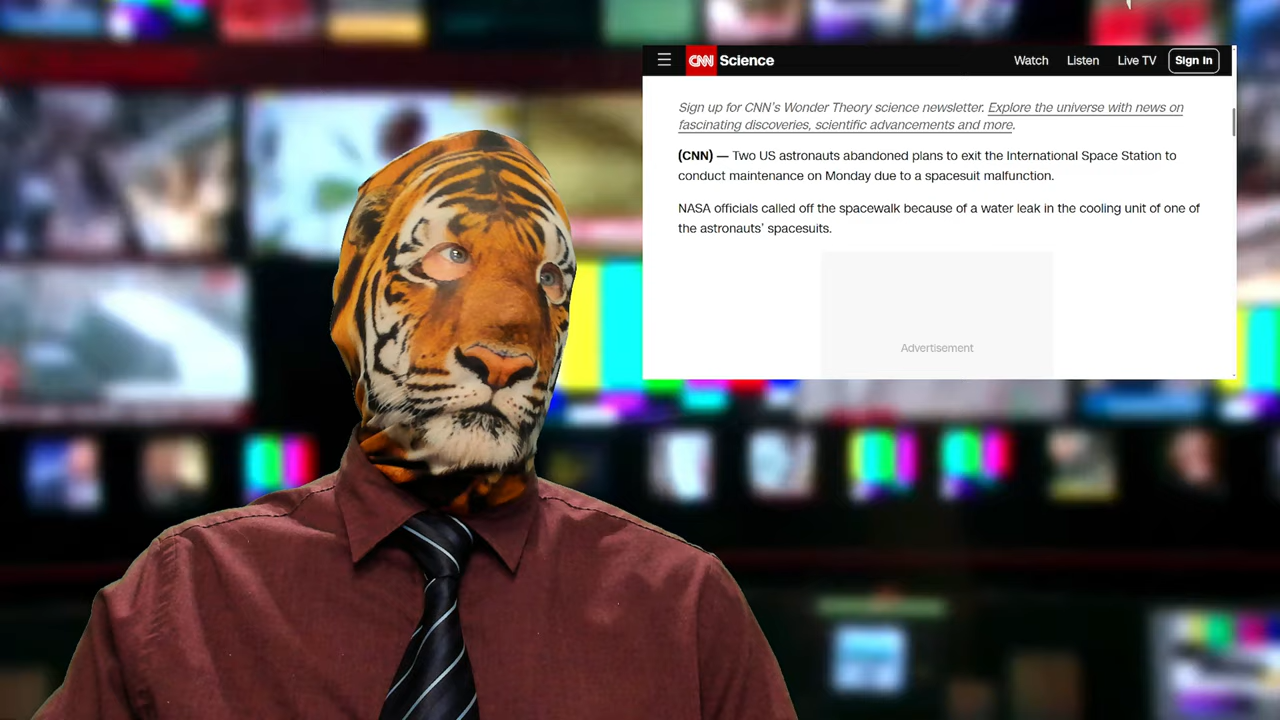 CNN Science
Watch Listen Live TV Sign In
Sign up for CNN's Wonder Theory science newsletter. Explore the universe with news on
fascinating discoveries, scientific advancements and more.
(CNN) — Two US astronauts abandoned plans to exit the International Space Station to
conduct maintenance on Monday due to a spacesuit malfunction.
NASA officials called off the spacewalk because of a water leak in the cooling unit of one of
the astronauts' spacesuits.
Advertisement